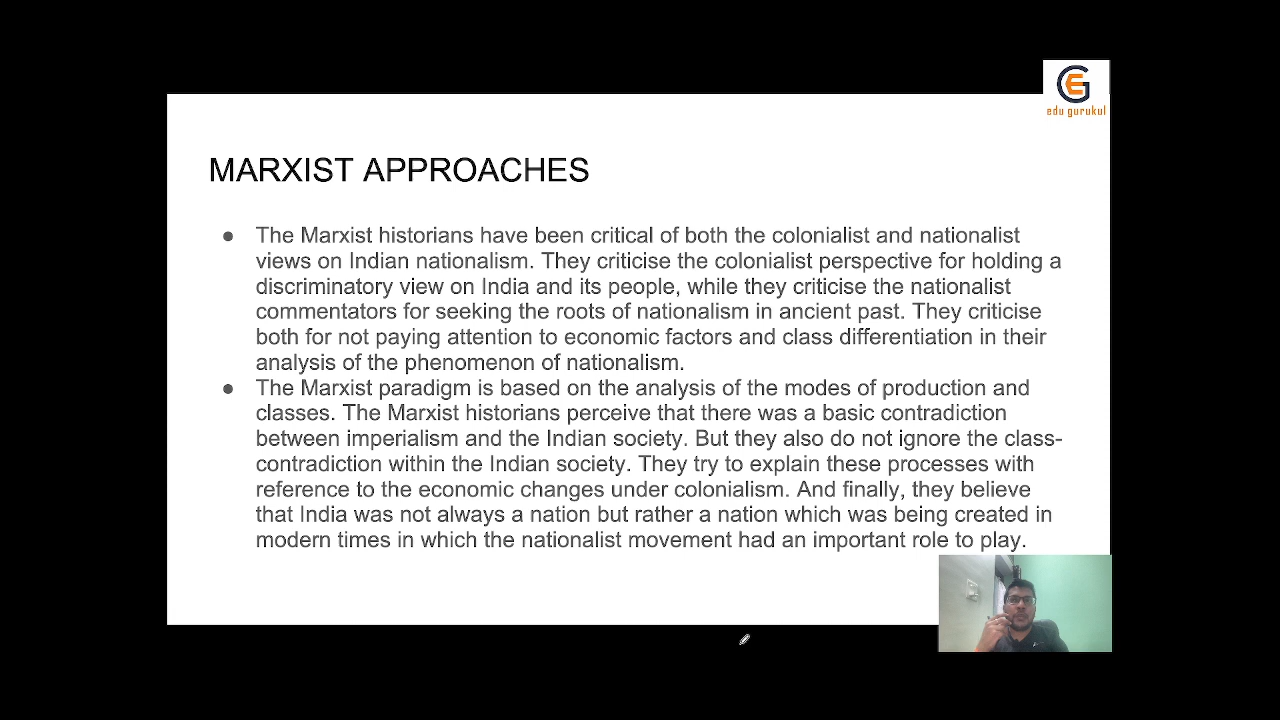 edu gurukul
MARXIST APPROACHES
● The Marxist historians have been critical of both the colonialist and nationalist
views on Indian nationalism. They criticise the colonialist perspective for holding a
discriminatory view on India and its people, while they criticise the nationalist
commentators for seeking the roots of nationalism in ancient past. They criticise
both for not paying attention to economic factors and class differentiation in their
analysis of the phenomenon of nationalism.
● The Marxist paradigm is based on the analysis of the modes of production and
classes. The Marxist historians perceive that there was a basic contradiction
between imperialism and the Indian society. But they also do not ignore the class-
contradiction within the Indian society. They try to explain these processes with
reference to the economic changes under colonialism. And finally, they believe
that India was not always a nation but rather a nation which was being created in
modern times in which the nationalist movement had an important role to play.